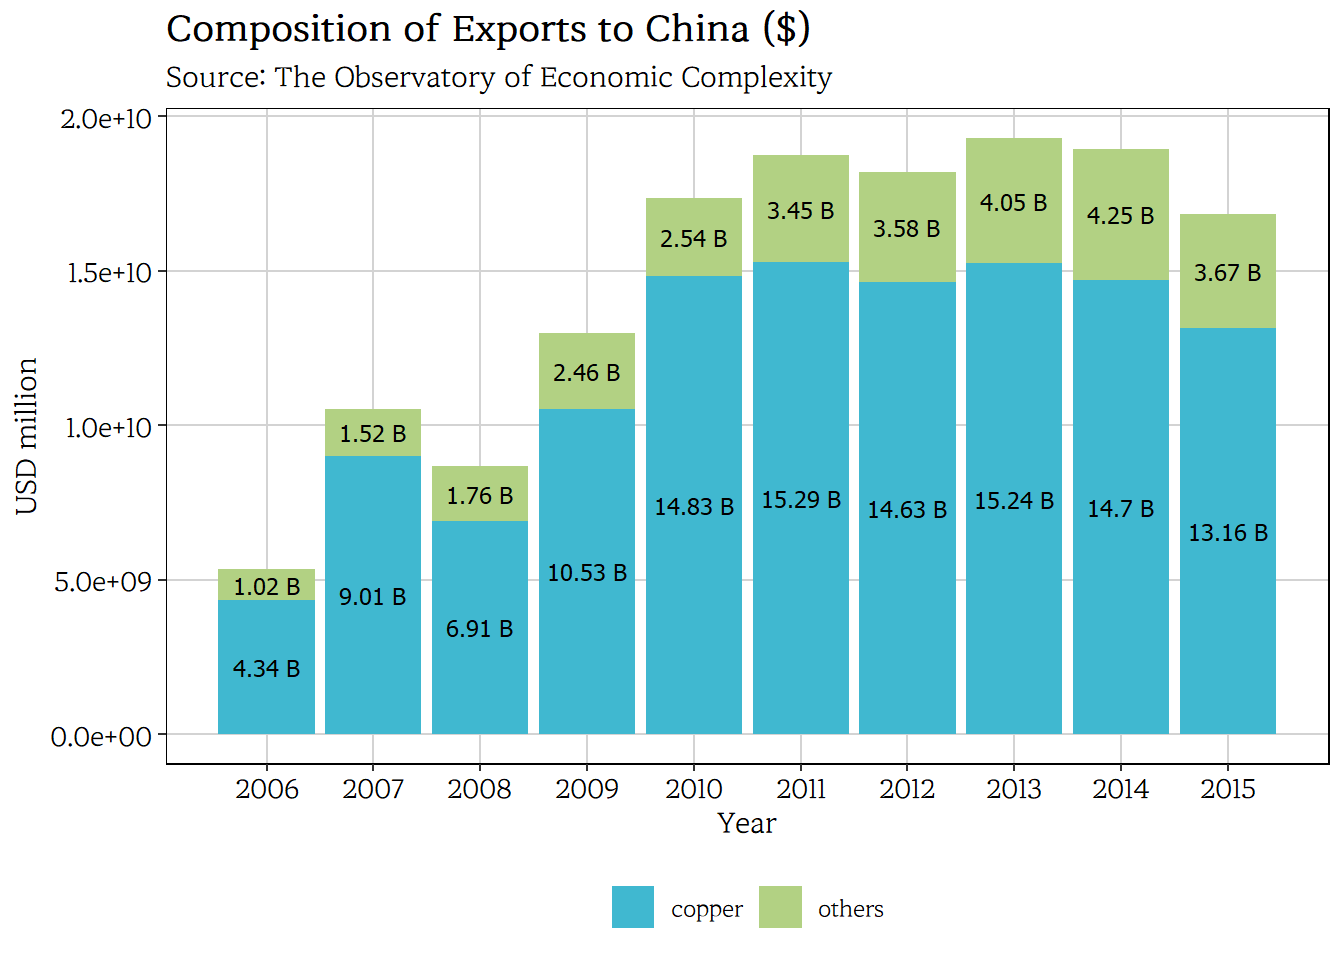 Composition of Exports to China ($)
Source: The Observatory of Economic Complexity
2.0e+10
1.5e+10
1.0e+10
5.0e+09
0.0e+00
USD million
1.02 B
4.34 B
1.52 B
9.01 B
1.76 B
6.91 B
2.46 B
10.53 B
2.54 B
14.83 B
3.45 B
15.29 B
3.58 B
14.63 B
4.05 B
15.24 B
4.25 B
14.7 B
3.67 B
13.16 B
2006 2007 2008 2009 2010 2011 2012 2013 2014 2015
Year
copper others